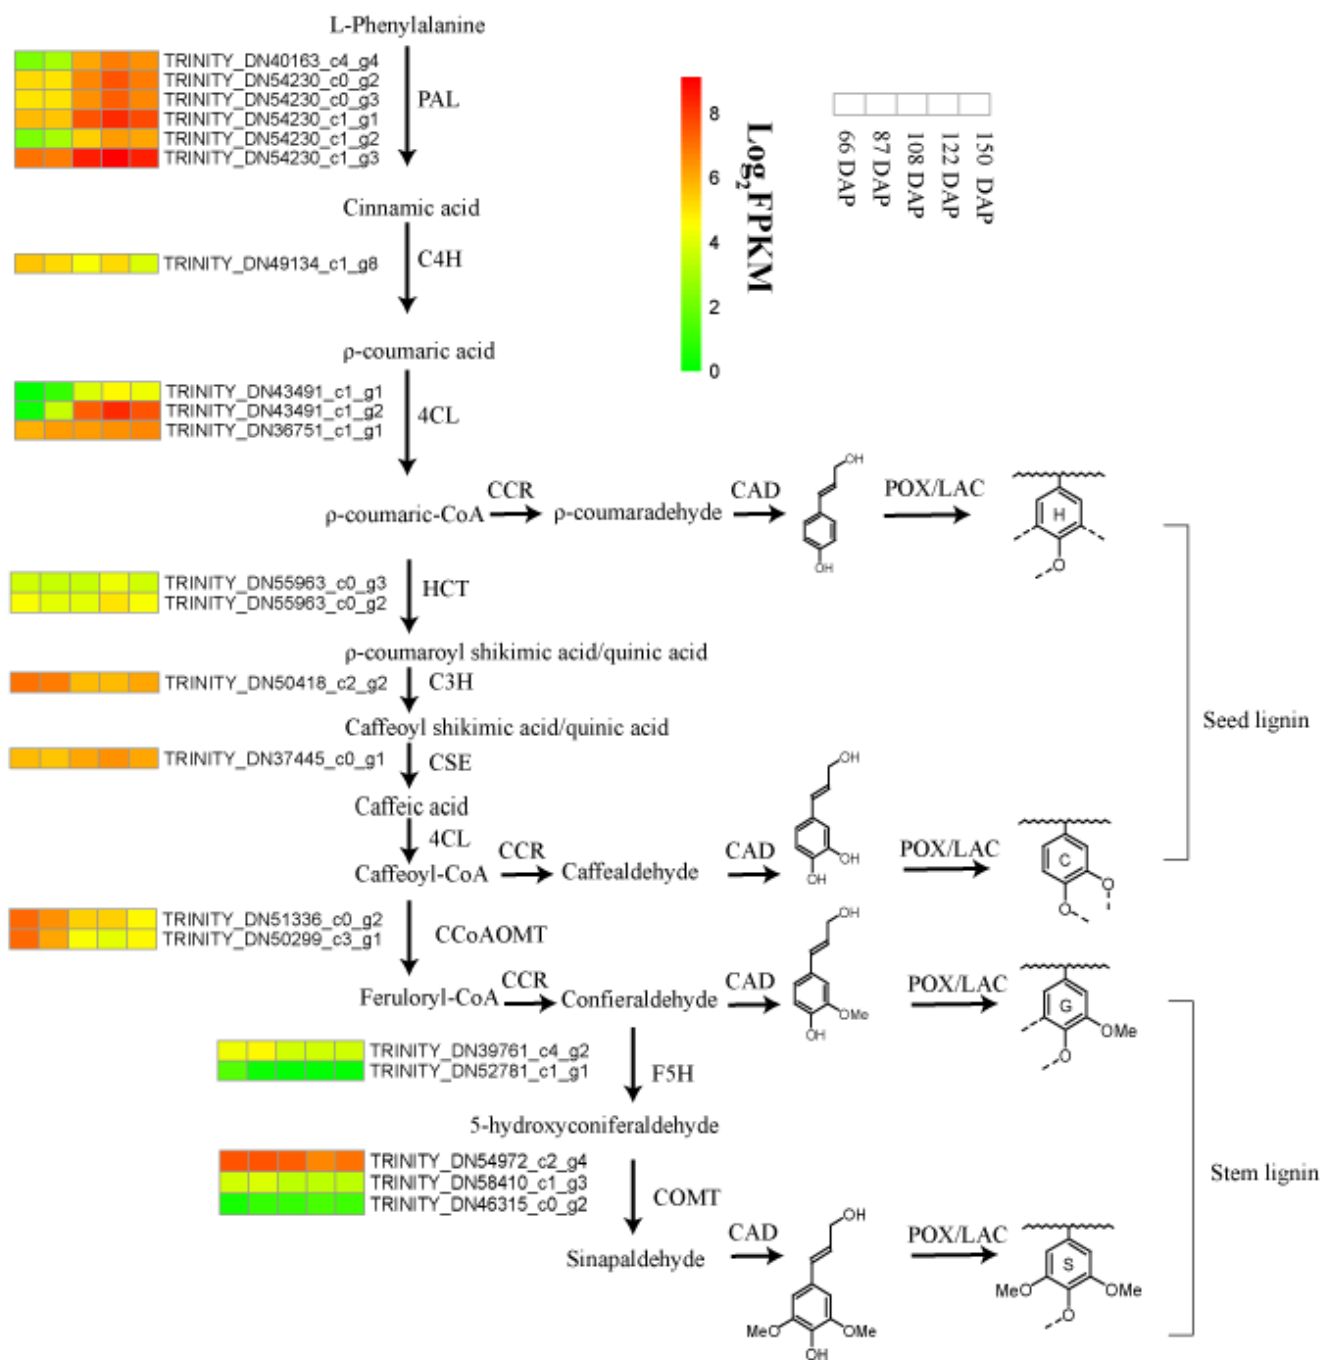 L-Phenylalanine
TRINITY_DN40163_c4_g4
TRINITY_DN54230_c0_g2
TRINITY_DN54230_c0_g3
TRINITY_DN54230_c1_g1
TRINITY_DN54230_c1_g2
TRINITY_DN54230_c1_g3
PAL
8
6
4
2
0
Log2FPKM
66 DAP
87 DAP
108 DAP
122 DAP
150 DAP
Cinnamic acid
TRINITY_DN49134_c1_g8
C4H
ρ-coumaric acid
TRINITY_DN43491_c1_g1
TRINITY_DN43491_c1_g2
TRINITY_DN36751_c1_g1
4CL
ρ-coumaric-CoA
CCR
ρ-coumaradehyde
CAD
OH
OH
POX/LAC
H
O
TRINITY_DN55963_c0_g3
TRINITY_DN55963_c0_g2
HCT
ρ-coumaroyl shikimic acid/quinic acid
TRINITY_DN50418_c2_g2
C3H
Caffeoyl shikimic acid/quinic acid
Seed lignin
TRINITY_DN37445_c0_g1
CSE
Caffeic acid
4CL
Caffeoyl-CoA
CCR
Caffealdehyde
CAD
OH
OH
OH
POX/LAC
C
O
O
TRINITY_DN51336_c0_g2
TRINITY_DN50299_c3_g1
CCoAOMT
Feruloryl-CoA
CCR
Confieraldehyde
CAD
OH
OMe
OH
POX/LAC
G
OMe
O
TRINITY_DN39761_c4_g2
TRINITY_DN52781_c1_g1
F5H
5-hydroxyconiferaldehyde
TRINITY_DN54972_c2_g4
TRINITY_DN58410_c1_g3
TRINITY_DN46315_c0_g2
COMT
Stem lignin
Sinapaldehyde
CAD
OH
MeO
OMe
OH
POX/LAC
S
MeO
OMe
O